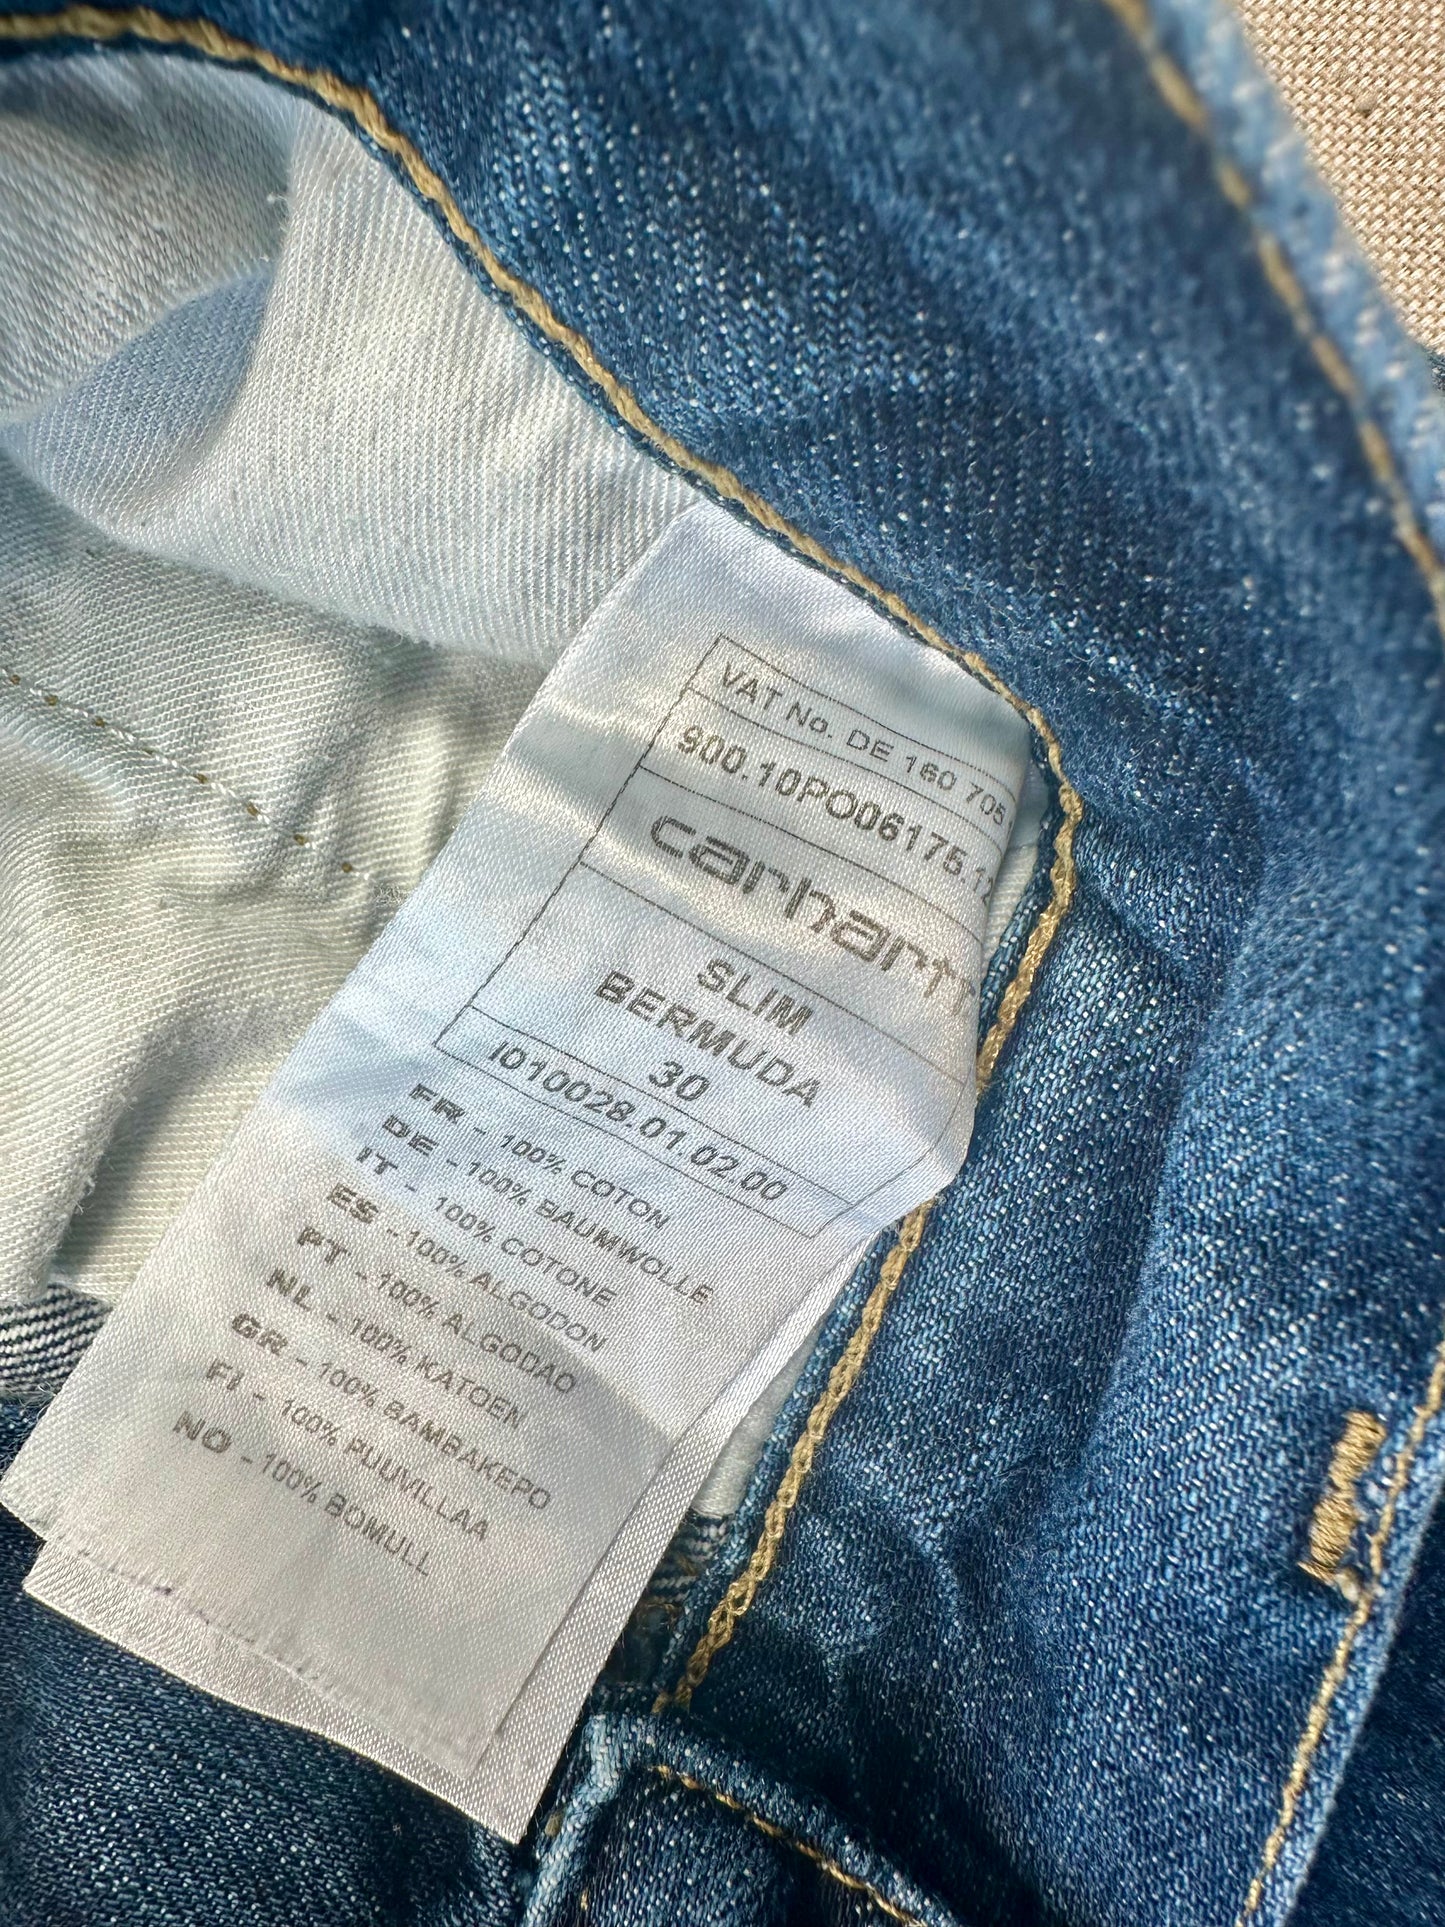 VAT No. DE 160 705
900.10PO06175.12
carhartt
SLIM
BERMUDA
30
I010028.01.02.00
FR - 100% COTON
DE - 100% BAUMWOLLE
IT - 100% COTONE
ES - 100% ALGODON
PT - 100% ALGODAO
NL - 100% KATOEN
GR - 100% BAMBAKEPO
FI - 100% PUUVILLAA
NO - 100% BOMULL